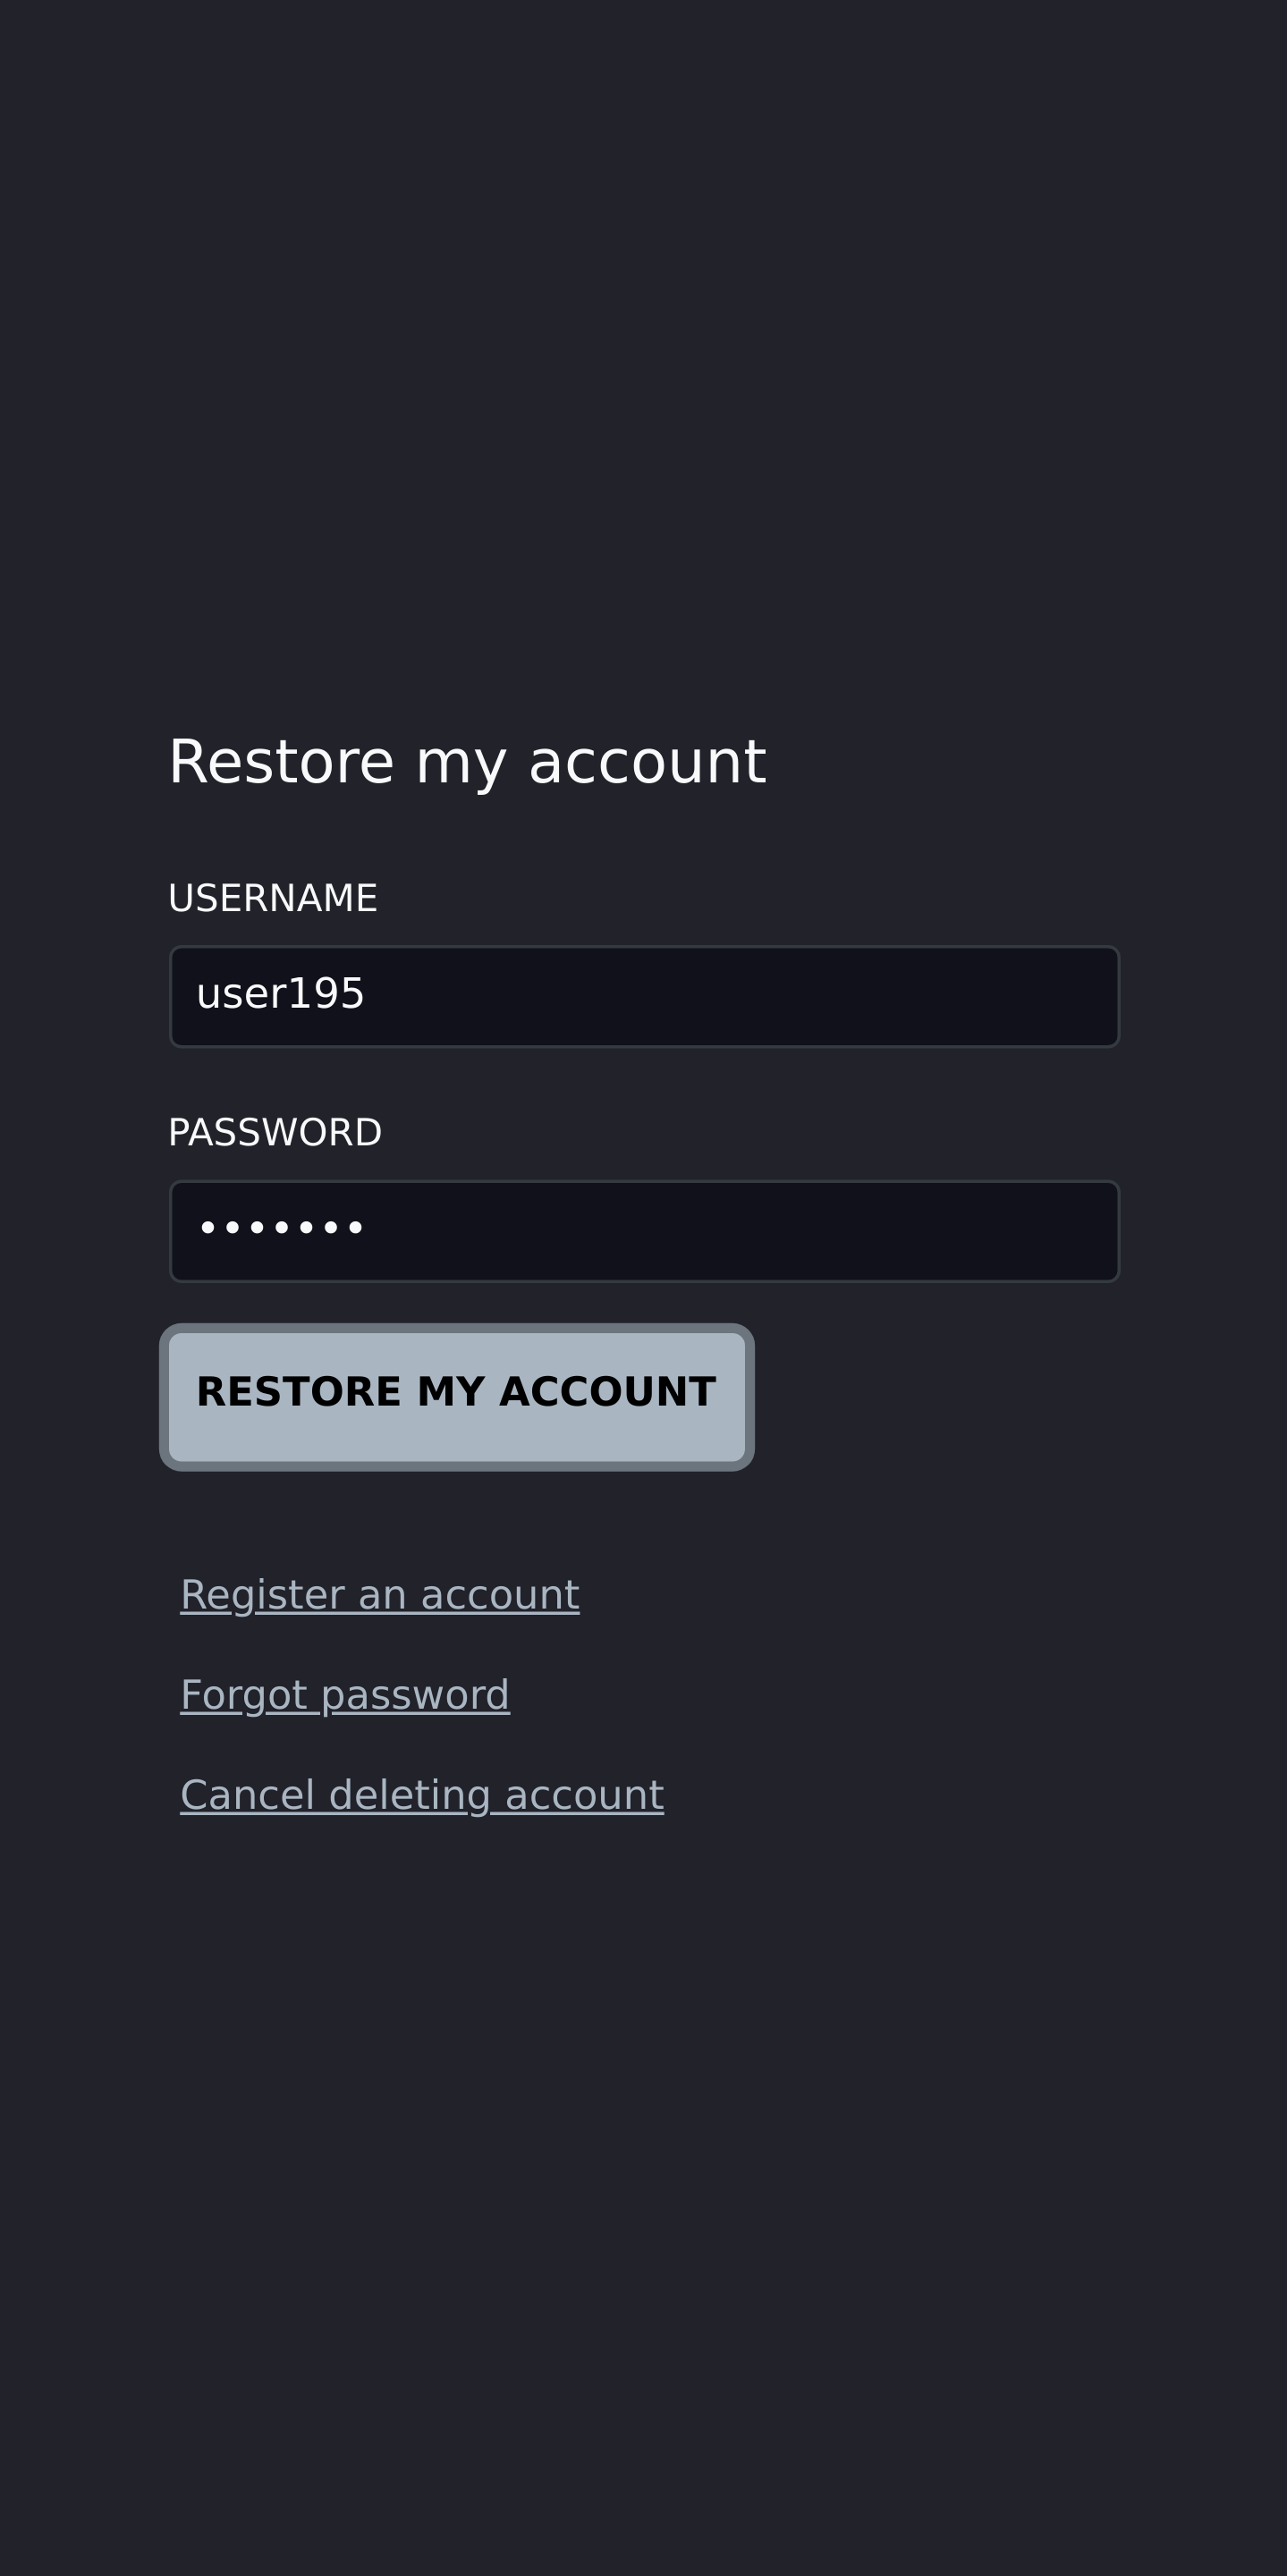 Restore my account
USERNAME
user195
PASSWORD
•••••••
RESTORE MY ACCOUNT
Register an account
Forgot password
Cancel deleting account